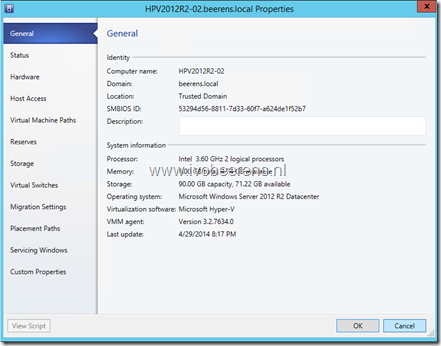 HPV2012R2-02.beerens.local Properties
General
Status
Hardware
Host Access
Virtual Machine Paths
Reserves
Storage
Virtual Switches
Migration Settings
Placement Paths
Servicing Windows
Custom Properties
General
Identity
Computer name: HPV2012R2-02
Domain: beerens.local
Location: Trusted Domain
SMBIOS ID: 53294d56-8811-7d33-60f7-a624de1f52b7
Description:
System information
Processor: Intel 3.60 GHz 2 logical processors
Memory:
Storage: 90.00 GB capacity, 71.22 GB available
Operating system: Microsoft Windows Server 2012 R2 Datacenter
Virtualization software: Microsoft Hyper-V
VMM agent: Version 3.2.7634.0
Last update: 4/29/2014 8:17 PM
www.ivobeerens.nl
View Script
OK
Cancel